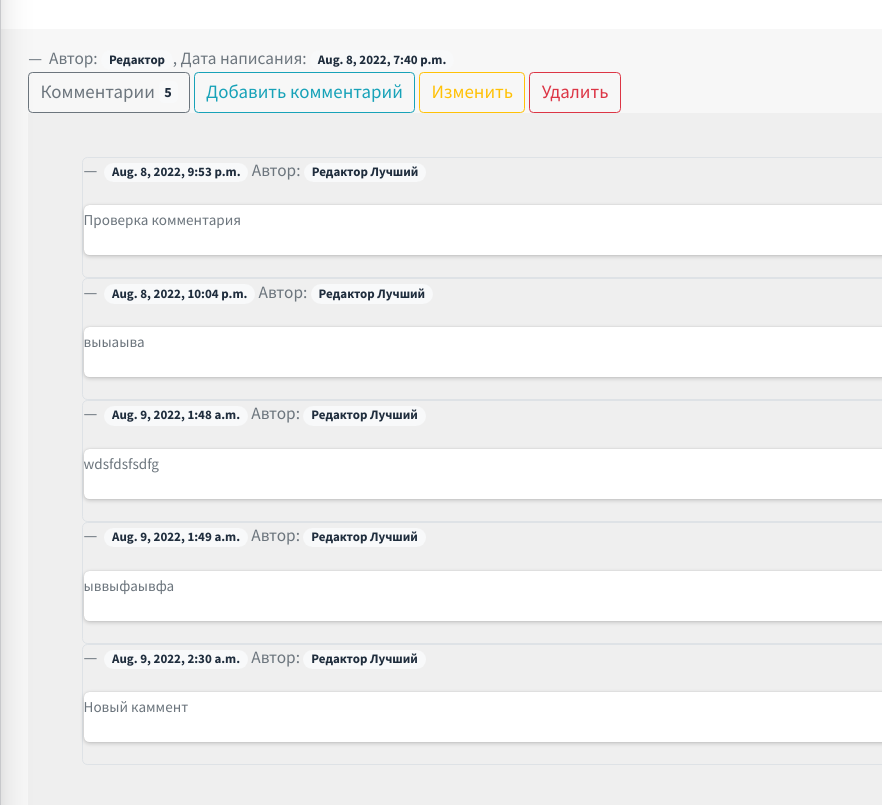 — Автор: Редактор , Дата написания: Aug. 8, 2022, 7:40 p.m.
Комментарии 5 Добавить комментарий Изменить Удалить
— Aug. 8, 2022, 9:53 p.m. Автор: Редактор Лучший
Проверка комментария
— Aug. 8, 2022, 10:04 p.m. Автор: Редактор Лучший
выыаыва
— Aug. 9, 2022, 1:48 a.m. Автор: Редактор Лучший
wdsfdsfsdfg
— Aug. 9, 2022, 1:49 a.m. Автор: Редактор Лучший
ыввыфаывфа
— Aug. 9, 2022, 2:30 a.m. Автор: Редактор Лучший
Новый каммент